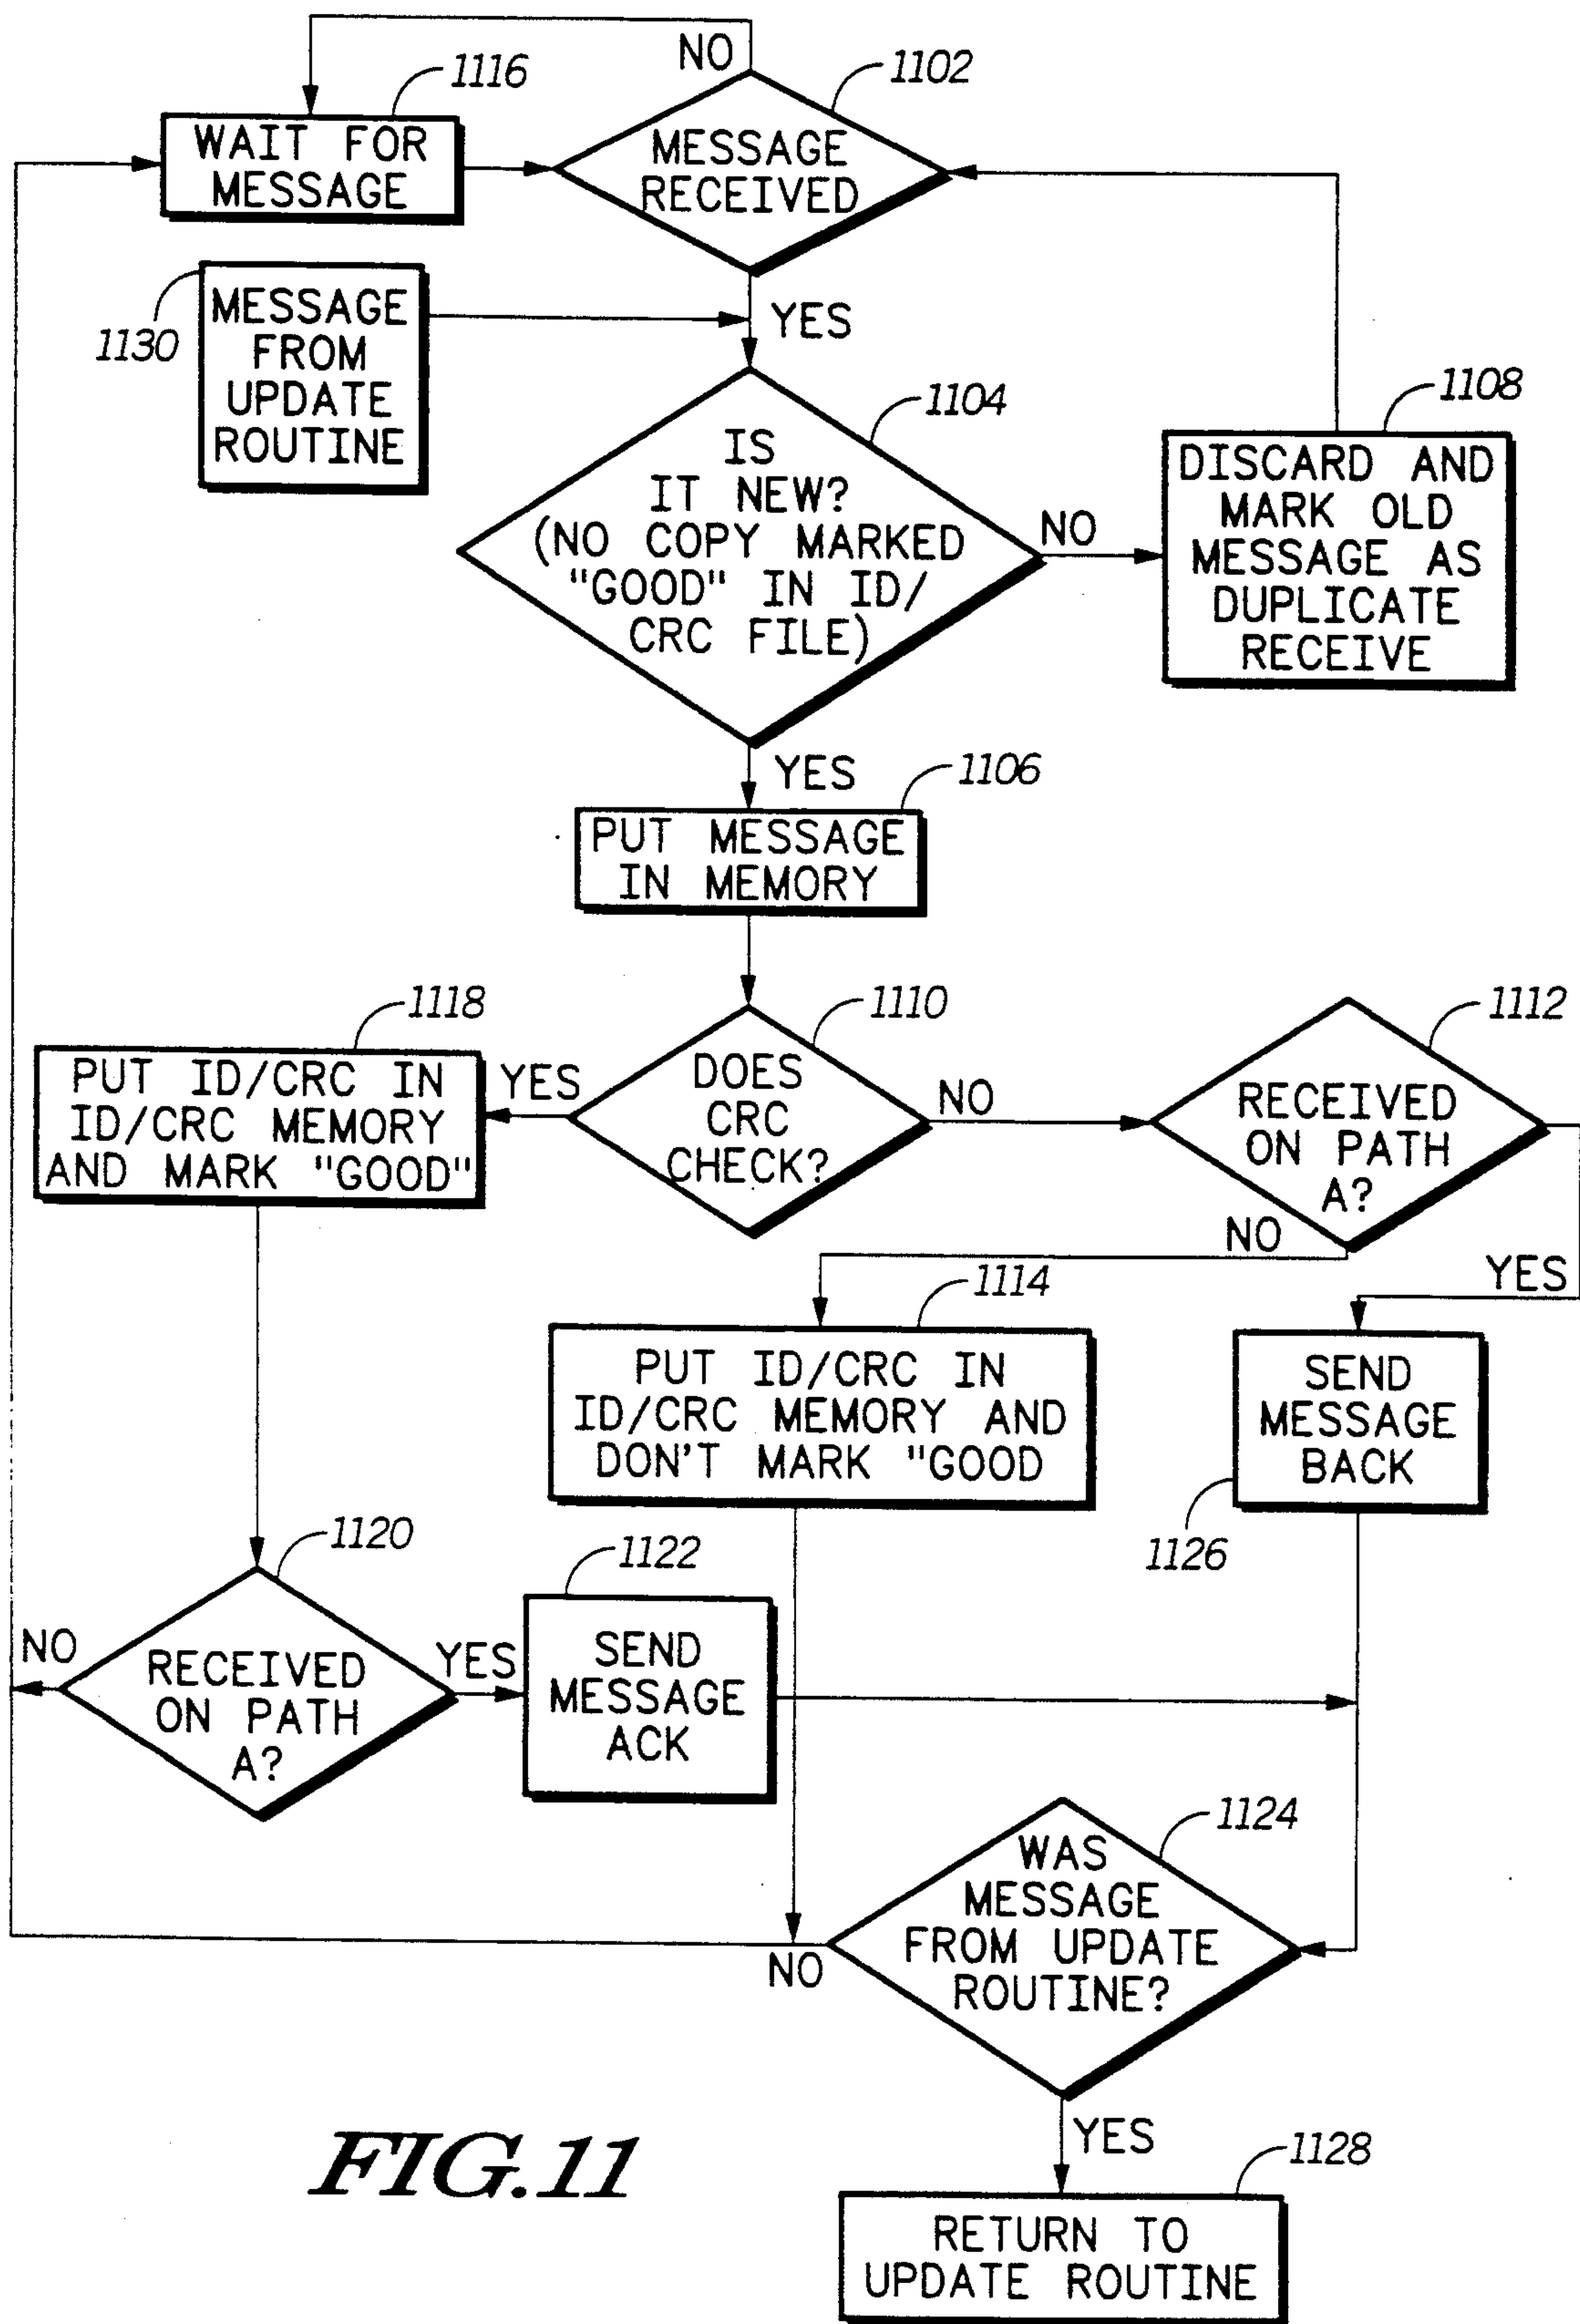 NO
1116
1102
WAIT FOR
MESSAGE
MESSAGE
RECEIVED
MESSAGE
FROM
UPDATE
ROUTINE
1130
YES
1104
1108
IS
IT NEW?
(NO COPY MARKED
"GOOD" IN ID/
CRC FILE)
NO
DISCARD AND
MARK OLD
MESSAGE AS
DUPLICATE
RECEIVE
YES
1106
PUT MESSAGE
IN MEMORY
1118
1110
1112
PUT ID/CRC IN
ID/CRC MEMORY
AND MARK "GOOD"
YES
DOES
CRC
CHECK?
NO
RECEIVED
ON PATH
A?
NO
YES
1114
PUT ID/CRC IN
ID/CRC MEMORY AND
DON'T MARK "GOOD
SEND
MESSAGE
BACK
1126
1120
1122
NO
RECEIVED
ON PATH
A?
YES
SEND
MESSAGE
ACK
1124
WAS
MESSAGE
FROM UPDATE
ROUTINE?
NO
YES
1128
RETURN TO
UPDATE ROUTINE
FIG.11